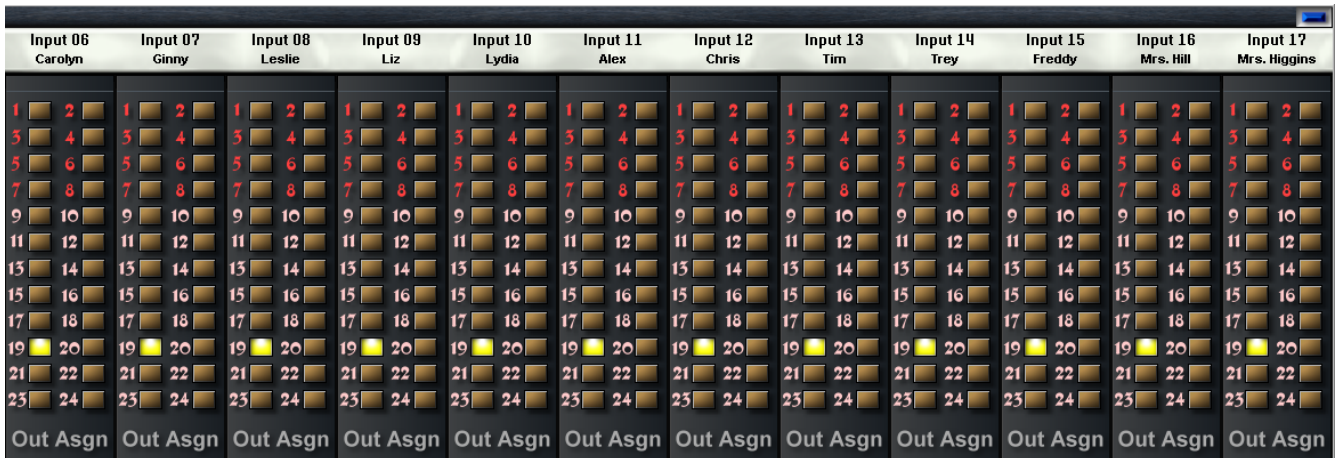 Input 06 Input 07 Input 08 Input 09 Input 10 Input 11 Input 12 Input 13 Input 14 Input 15 Input 16 Input 17
Carolyn Ginny Leslie Liz Lydia Alex Chris Tim Trey Freddy Mrs. Hill Mrs. Higgins
1 2 1 2 1 2 1 2 1 2 1 2 1 2 1 2 1 2 1 2 1 2 1 2
3 4 3 4 3 4 3 4 3 4 3 4 3 4 3 4 3 4 3 4 3 4 3 4
5 6 5 6 5 6 5 6 5 6 5 6 5 6 5 6 5 6 5 6 5 6 5 6
7 8 7 8 7 8 7 8 7 8 7 8 7 8 7 8 7 8 7 8 7 8 7 8
9 10 9 10 9 10 9 10 9 10 9 10 9 10 9 10 9 10 9 10 9 10 9 10
11 12 11 12 11 12 11 12 11 12 11 12 11 12 11 12 11 12 11 12 11 12 11 12
13 14 13 14 13 14 13 14 13 14 13 14 13 14 13 14 13 14 13 14 13 14 13 14
15 16 15 16 15 16 15 16 15 16 15 16 15 16 15 16 15 16 15 16 15 16 15 16
17 18 17 18 17 18 17 18 17 18 17 18 17 18 17 18 17 18 17 18 17 18 17 18
19 20 19 20 19 20 19 20 19 20 19 20 19 20 19 20 19 20 19 20 19 20 19 20
21 22 21 22 21 22 21 22 21 22 21 22 21 22 21 22 21 22 21 22 21 22 21 22
23 24 23 24 23 24 23 24 23 24 23 24 23 24 23 24 23 24 23 24 23 24 23 24
Out Asgn Out Asgn Out Asgn Out Asgn Out Asgn Out Asgn Out Asgn Out Asgn Out Asgn Out Asgn Out Asgn Out Asgn